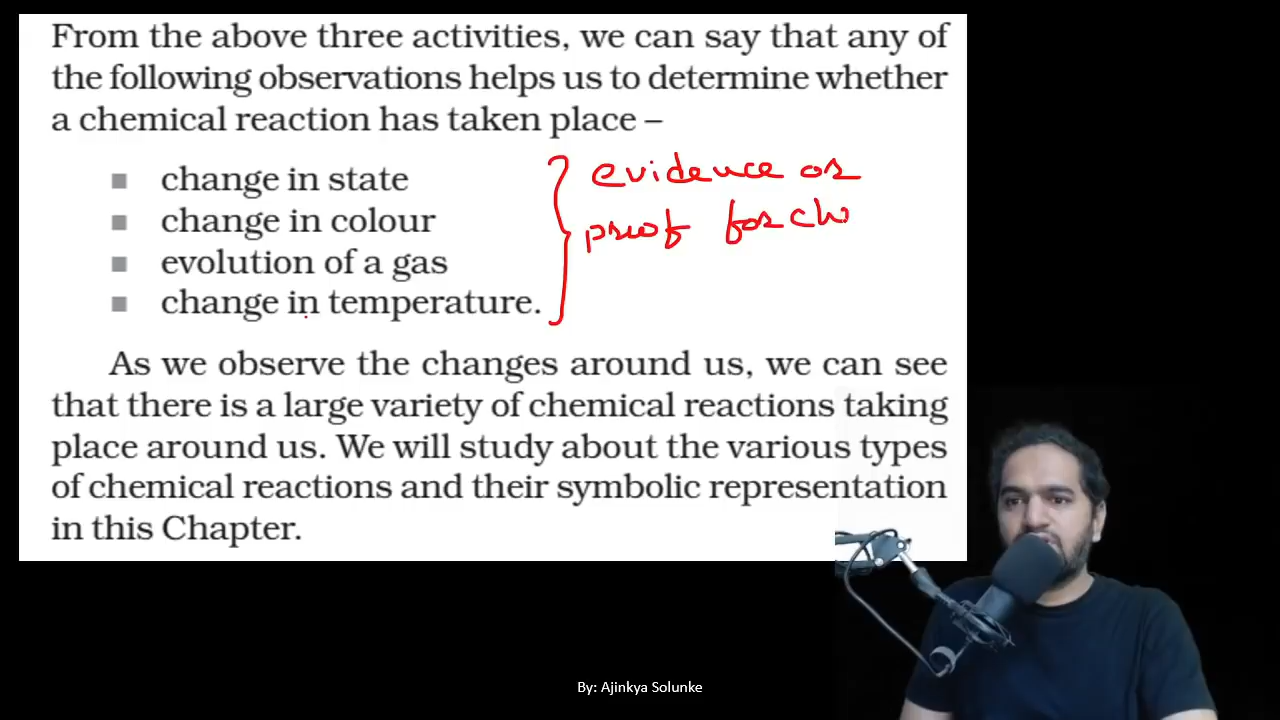 From the above three activities, we can say that any of
the following observations helps us to determine whether
a chemical reaction has taken place –
■ change in state
■ change in colour
■ evolution of a gas
■ change in temperature.
evidence or
proof for che
As we observe the changes around us, we can see
that there is a large variety of chemical reactions taking
place around us. We will study about the various types
of chemical reactions and their symbolic representation
in this Chapter.
By: Ajinkya Solunke